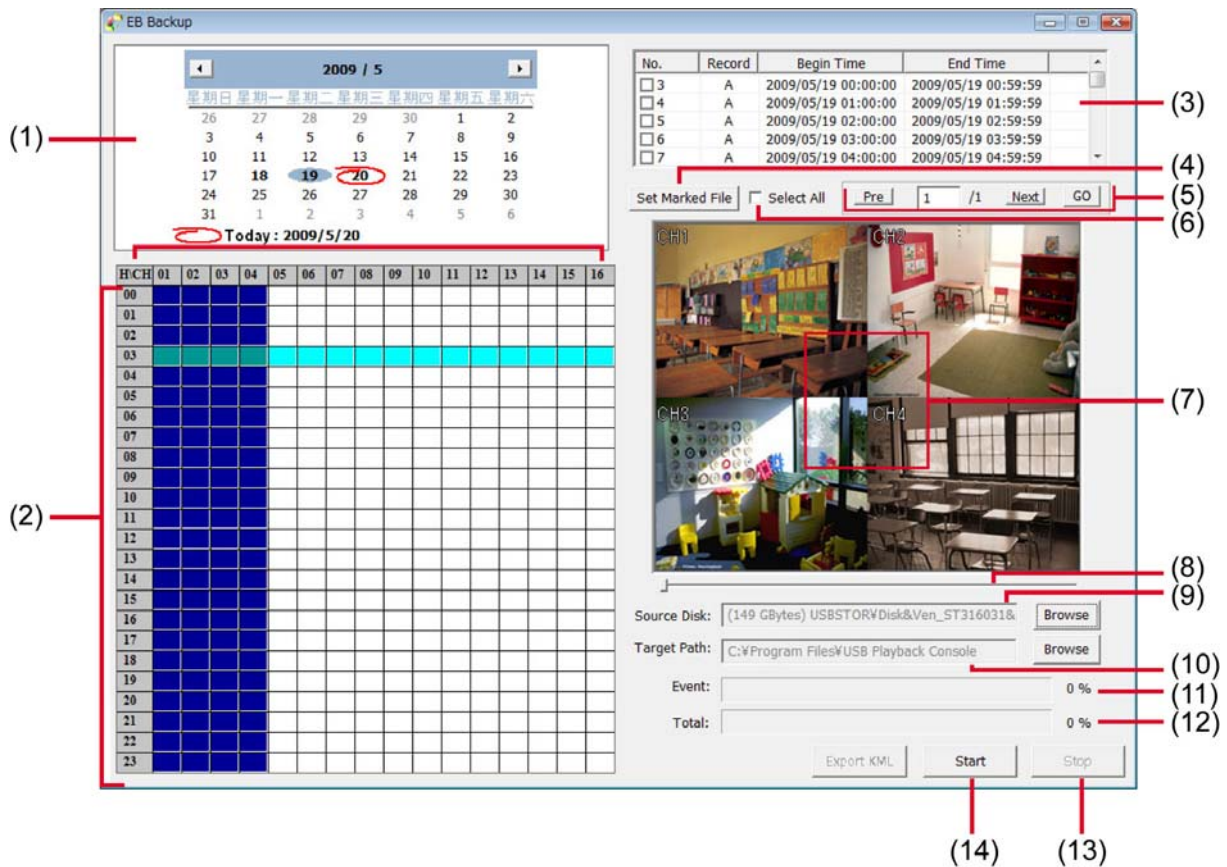 EB Backup
2009 / 5
星期日 星期一 星期二 星期三 星期四 星期五 星期六
26 27 28 29 30 1 2
3 4 5 6 7 8 9
10 11 12 13 14 15 16
17 18 19 20 21 22 23
24 25 26 27 28 29 30
31 1 2 3 4 5 6
Today : 2009/5/20
(1)
H\CH 01 02 03 04 05 06 07 08 09 10 11 12 13 14 15 16
00
01
02
03
04
05
06
07
08
09
10
11
12
13
14
15
16
17
18
19
20
21
22
23
(2)
No. Record Begin Time End Time
3 A 2009/05/19 00:00:00 2009/05/19 00:59:59
4 A 2009/05/19 01:00:00 2009/05/19 01:59:59
5 A 2009/05/19 02:00:00 2009/05/19 02:59:59
6 A 2009/05/19 03:00:00 2009/05/19 03:59:59
7 A 2009/05/19 04:00:00 2009/05/19 04:59:59
(3)
(4)
Set Marked File Select All Pre 1 /1 Next GO
(5)
(6)
CH1 CH2
(7)
CH3 CH4
(8)
(9)
Source Disk: (149 GBytes) USBSTOR¥Disk&Ven_ST316031& Browse
Target Path: C:¥Program Files¥USB Playback Console Browse
(10)
Event: 0 % (11)
Total: 0 % (12)
Export KML Start Stop
(14) (13)